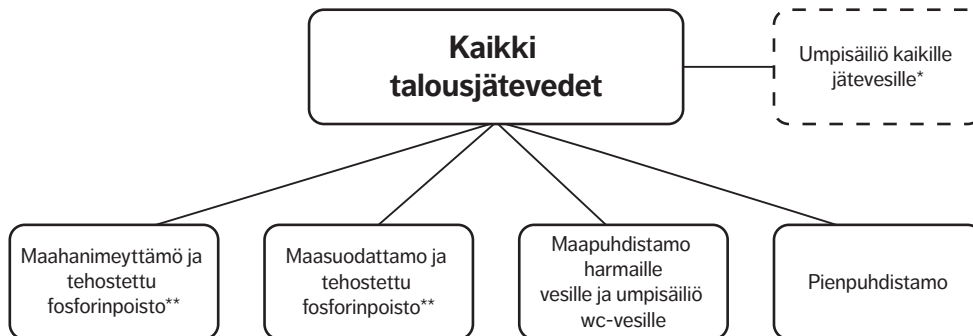 Kaikki
talousjätevedet
Umpisäiliö kaikille
jätevesille*
Maahanimeyttämö ja
tehostettu
fosforinpoisto**
Maasuodattamo ja
tehostettu
fosforinpoisto**
Maapuhdistamo
harmaille
vesille ja umpisäiliö
wc-vesille
Pienpuhdistamo